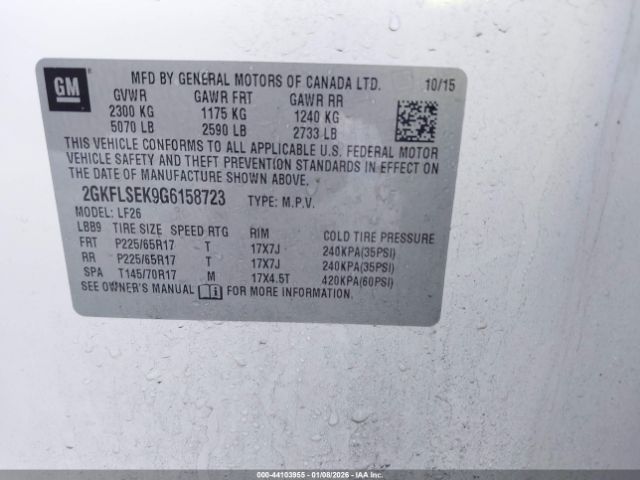 GM
MFD BY GENERAL MOTORS OF CANADA LTD. 10/15
GVWR GAWR FRT GAWR RR
2300 KG 1175 KG 1240 KG
5070 LB 2590 LB 2733 LB
THIS VEHICLE CONFORMS TO ALL APPLICABLE U.S. FEDERAL MOTOR
VEHICLE SAFETY AND THEFT PREVENTION STANDARDS IN EFFECT ON
THE DATE OF MANUFACTURE SHOWN ABOVE.
2GKFLSEK9G6158723 TYPE: M.P.V.
MODEL: LF26
LBB9 TIRE SIZE SPEED RTG RIM COLD TIRE PRESSURE
FRT P225/65R17 T 17X7J 240KPA(35PSI)
RR P225/65R17 T 17X7J 240KPA(35PSI)
SPA T145/70R17 M 17X4.5T 420KPA(60PSI)
SEE OWNER'S MANUAL FOR MORE INFORMATION.
000-44103955 - 01/08/2026 - IAA Inc.